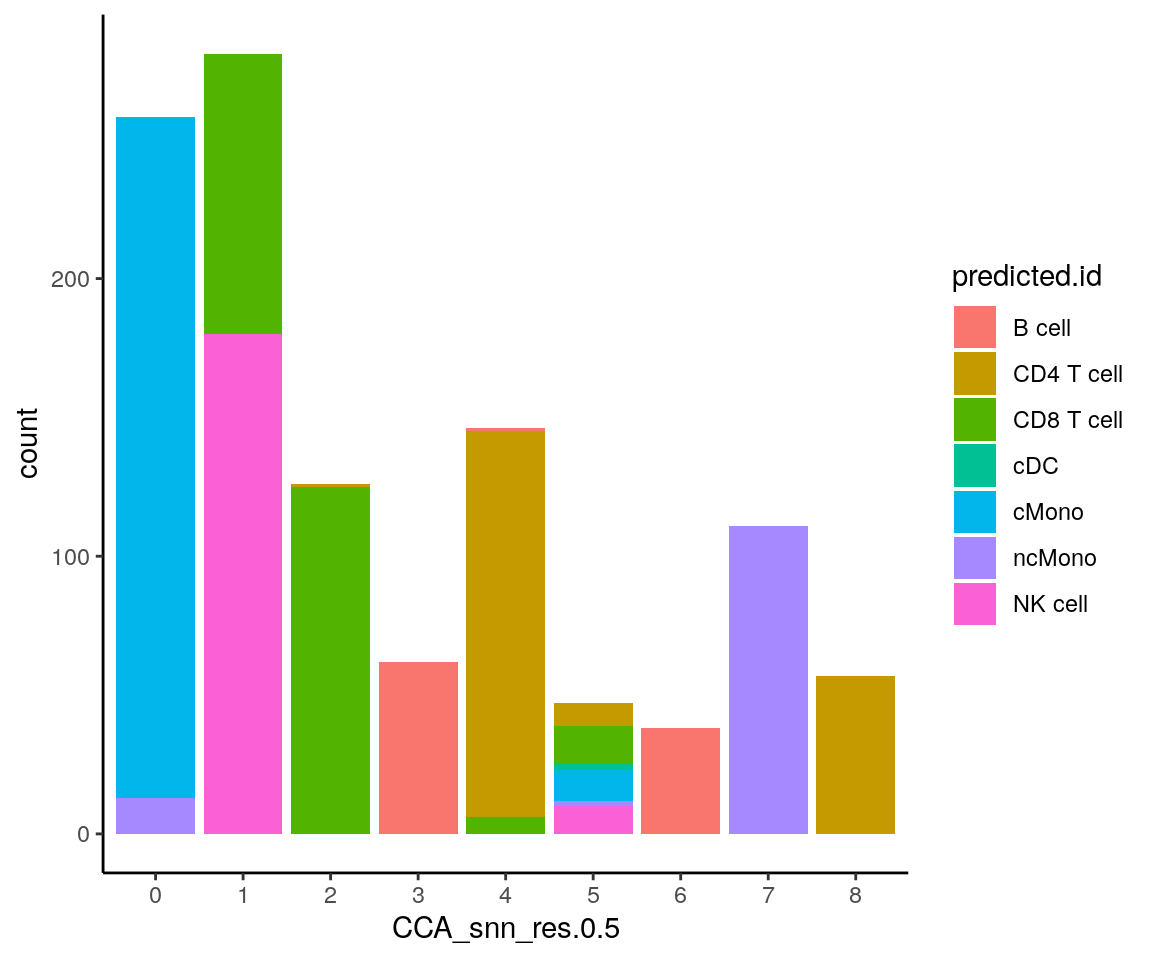 200
100
0
count
0 1 2 3 4 5 6 7 8
CCA_snn_res.0.5
predicted.id
B cell
CD4 T cell
CD8 T cell
cDC
cMono
ncMono
NK cell